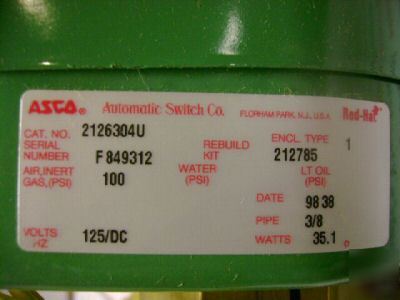 ASCO® Automatic Switch Co. FLORHAM PARK, N.J., U.S.A. Red-Hat
CAT. NO. 2126304U
SERIAL NUMBER F 849312
REBUILD KIT 212785
ENCL. TYPE 1
AIR, INERT GAS, (PSI) 100
WATER (PSI)
LT OIL (PSI)
DATE 98 38
PIPE 3/8
VOLTS HZ 125/DC
WATTS 35.1